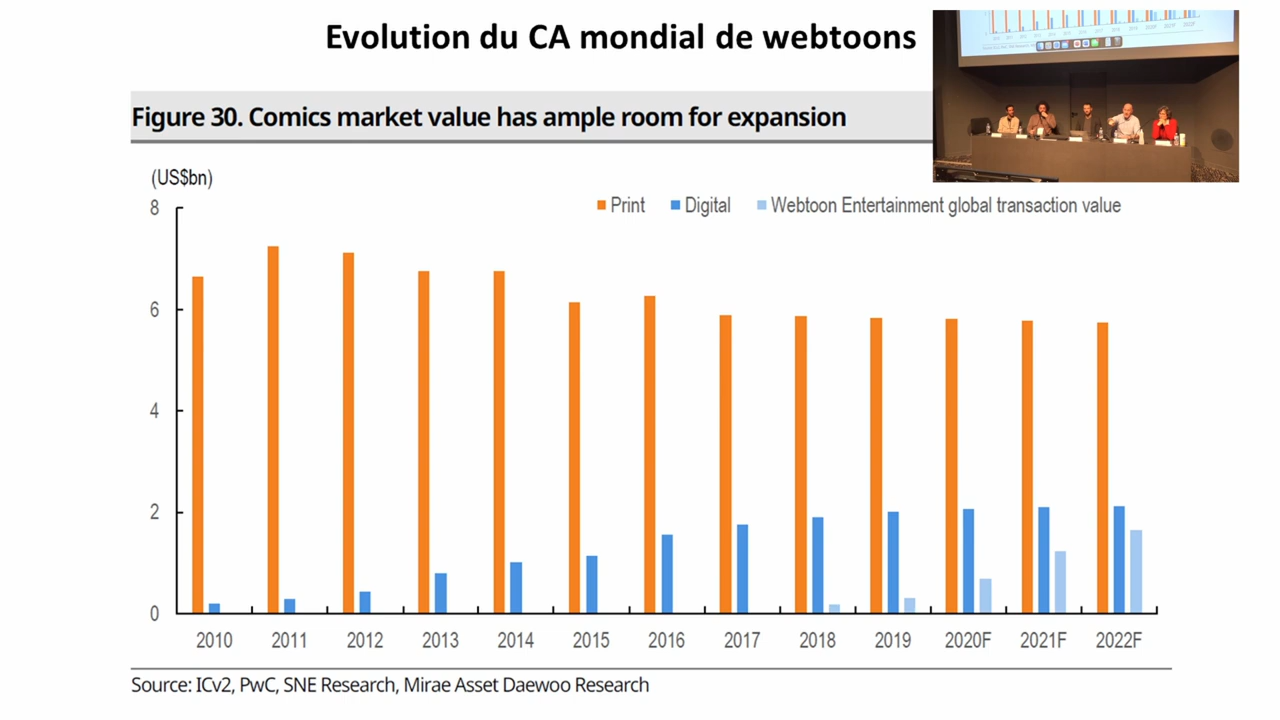 Evolution du CA mondial de webtoons
Figure 30. Comics market value has ample room for expansion
(US$bn)
Print Digital Webtoon Entertainment global transaction value
8
6
4
2
0
2010 2011 2012 2013 2014 2015 2016 2017 2018 2019 2020F 2021F 2022F
Source: ICv2, PwC, SNE Research, Mirae Asset Daewoo Research